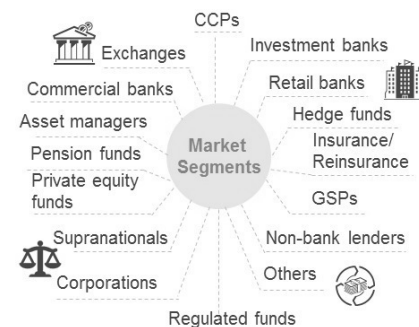 CCPs
Exchanges
Investment banks
Commercial banks
Retail banks
Asset managers
Hedge funds
Market
Segments
Pension funds
Insurance/
Reinsurance
Private equity
funds
GSPs
Supranationals
Non-bank lenders
Corporations
Others
Regulated funds